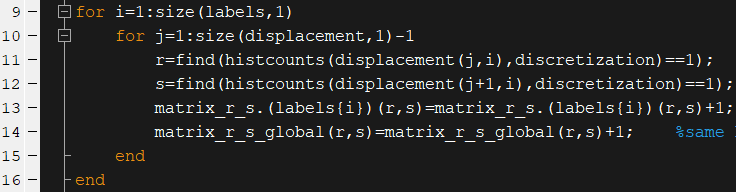 9 - for i=1:size(labels,1)
10 - for j=1:size(displacement,1)-1
11 - r=find(histcounts(displacement(j,i),discretization)==1);
12 - s=find(histcounts(displacement(j+1,i),discretization)==1);
13 - matrix_r_s.(labels{i})(r,s)=matrix_r_s.(labels{i})(r,s)+1;
14 - matrix_r_s_global(r,s)=matrix_r_s_global(r,s)+1; %same
15 - end
16 - end